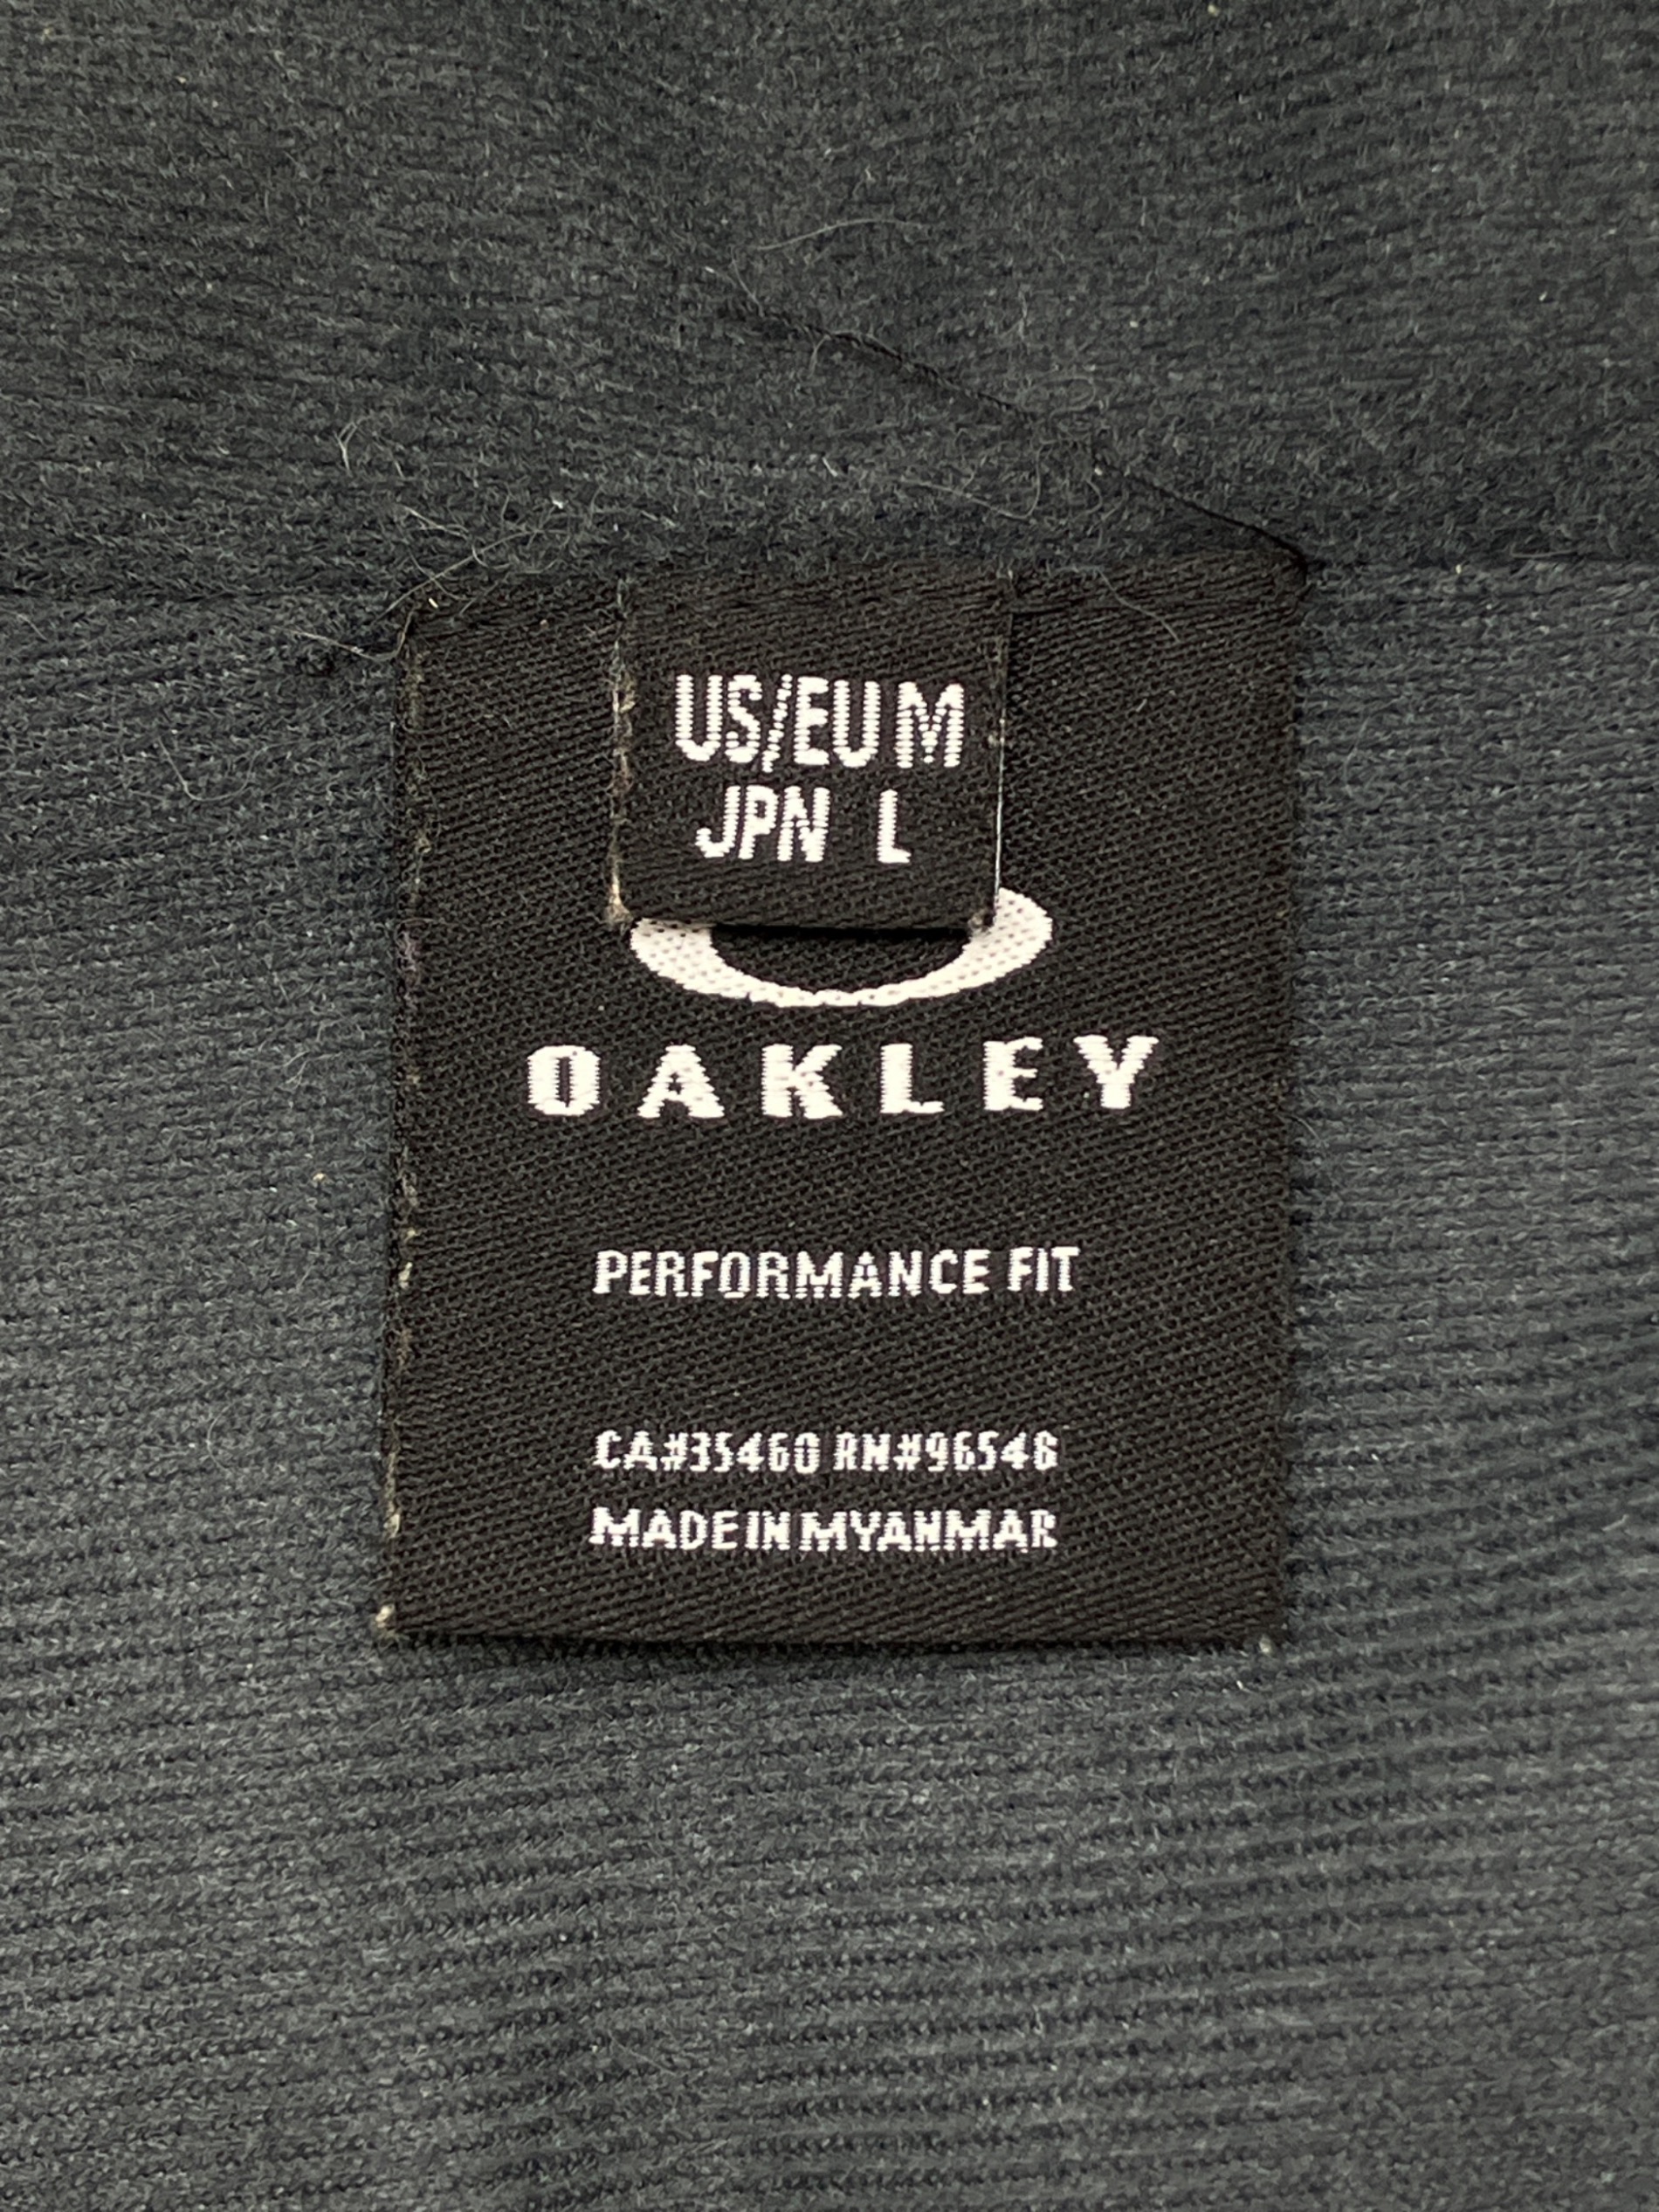 US/EU M
JPN L
OAKLEY
PERFORMANCE FIT
CA#35460 RN#96546
MADE IN MYANMAR